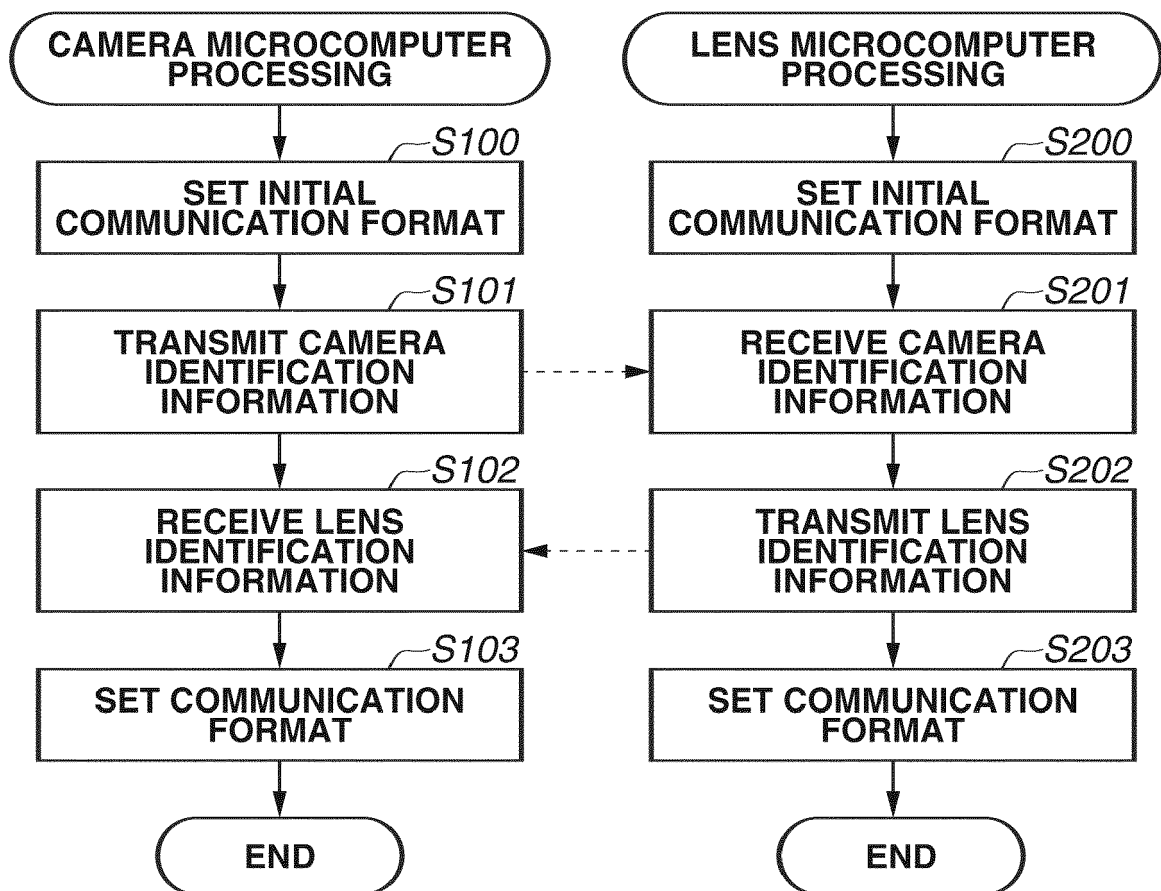 CAMERA MICROCOMPUTER
PROCESSING
S100
SET INITIAL
COMMUNICATION FORMAT
S101
TRANSMIT CAMERA
IDENTIFICATION
INFORMATION
S102
RECEIVE LENS
IDENTIFICATION
INFORMATION
S103
SET COMMUNICATION
FORMAT
END
LENS MICROCOMPUTER
PROCESSING
S200
SET INITIAL
COMMUNICATION FORMAT
S201
RECEIVE CAMERA
IDENTIFICATION
INFORMATION
S202
TRANSMIT LENS
IDENTIFICATION
INFORMATION
S203
SET COMMUNICATION
FORMAT
END